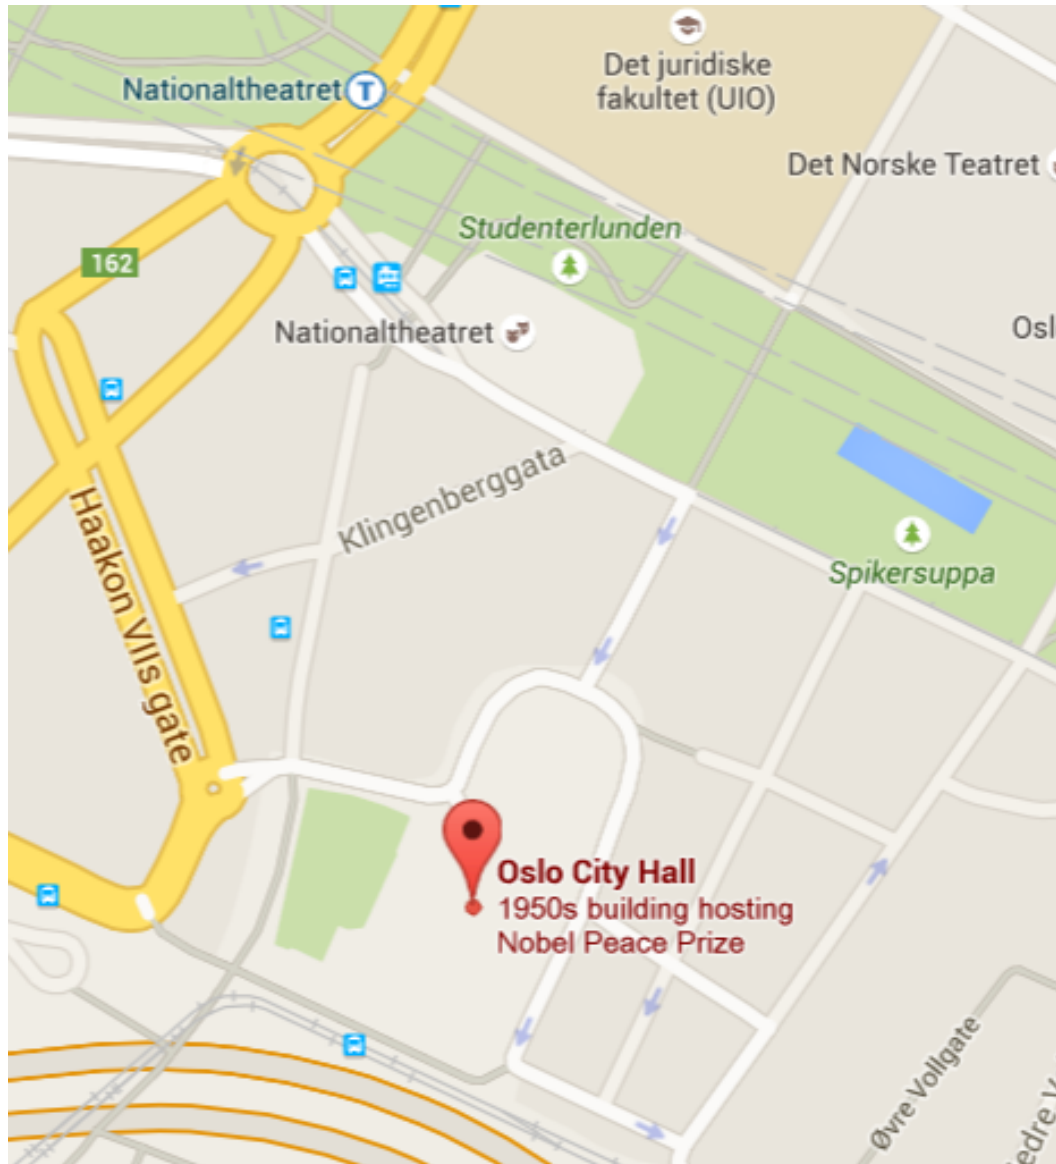 Det juridiske
fakultet (UIO)
Nationaltheatret T
Det Norske Teatret
Studenterlunden
162
Nationaltheatret
Osl
Klingenberggata
Spikersuppa
Haakon VIIs gate
Oslo City Hall
1950s building hosting
Nobel Peace Prize
Øvre Vollgate
edre V